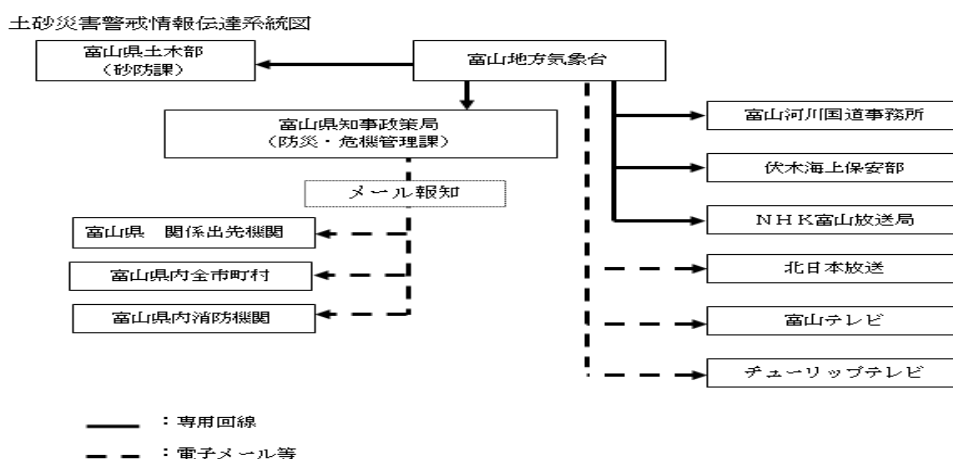 土砂災害警戒情報伝達系統図
富山県土木部
（砂防課）
富山地方気象台
富山県知事政策局
（防災・危機管理課）
メール報知
富山県　関係出先機関
富山県内全市町村
富山県内消防機関
富山河川国道事務所
伏木海上保安部
ＮＨＫ富山放送局
北日本放送
富山テレビ
チューリップテレビ
：専用回線
：電子メール等